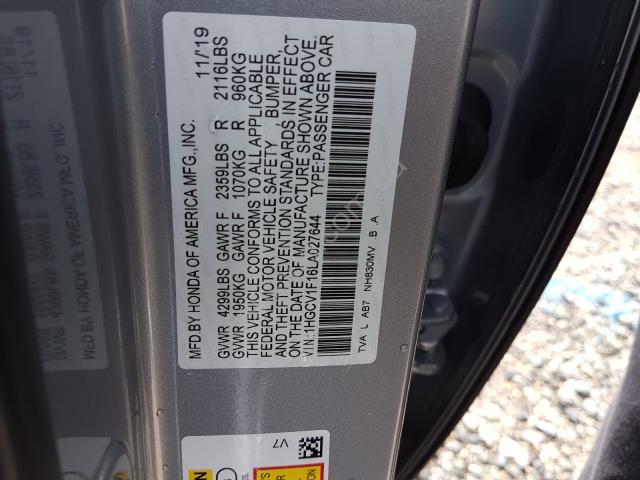 MFD.BY HONDA OF AMERICA MFG.,INC. 11/19
GVWR 4299LBS GAWR F 2359LBS R 2116LBS
GVWR 1950KG GAWR F 1070KG R 960KG
THIS VEHICLE CONFORMS TO ALL APPLICABLE
FEDERAL MOTOR VEHICLE SAFETY, BUMPER,
AND THEFT PREVENTION STANDARDS IN EFFECT
ON THE DATE OF MANUFACTURE SHOWN ABOVE.
V.I.N:1HGCV1F16LA027644 TYPE:PASSENGER CAR
TVA L AB7 NH830MV .B .A
V7